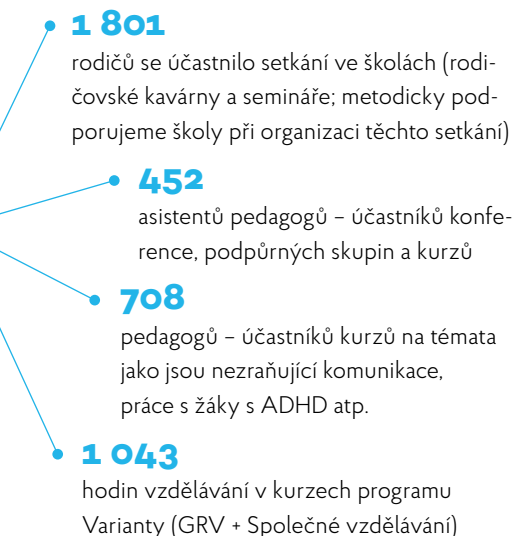 1 801
rodičů se účastnilo setkání ve školách (rodi-
čovské kavárny a semináře; metodicky pod-
porujeme školy při organizaci těchto setkání)
452
asistentů pedagogů – účastníků konfe-
rence, podpůrných skupin a kurzů
708
pedagogů – účastníků kurzů na témata
jako jsou nezraňující komunikace,
práce s žáky s ADHD atp.
1 043
hodin vzdělávání v kurzech programu
Varianty (GRV + Společné vzdělávání)